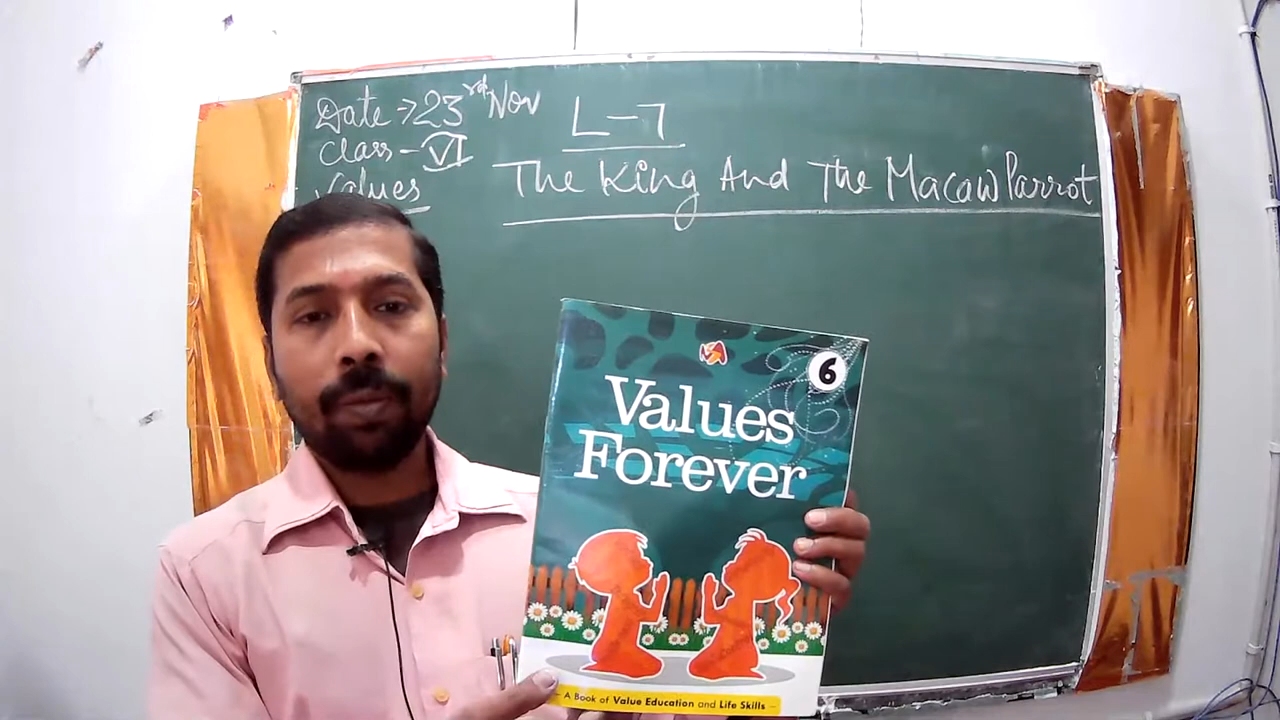 Date → 23rd Nov
Class - VI
Values
L-7
The King And The Macaw Parrot
6
Values
Forever
- A Book of Value Education and Life Skills -